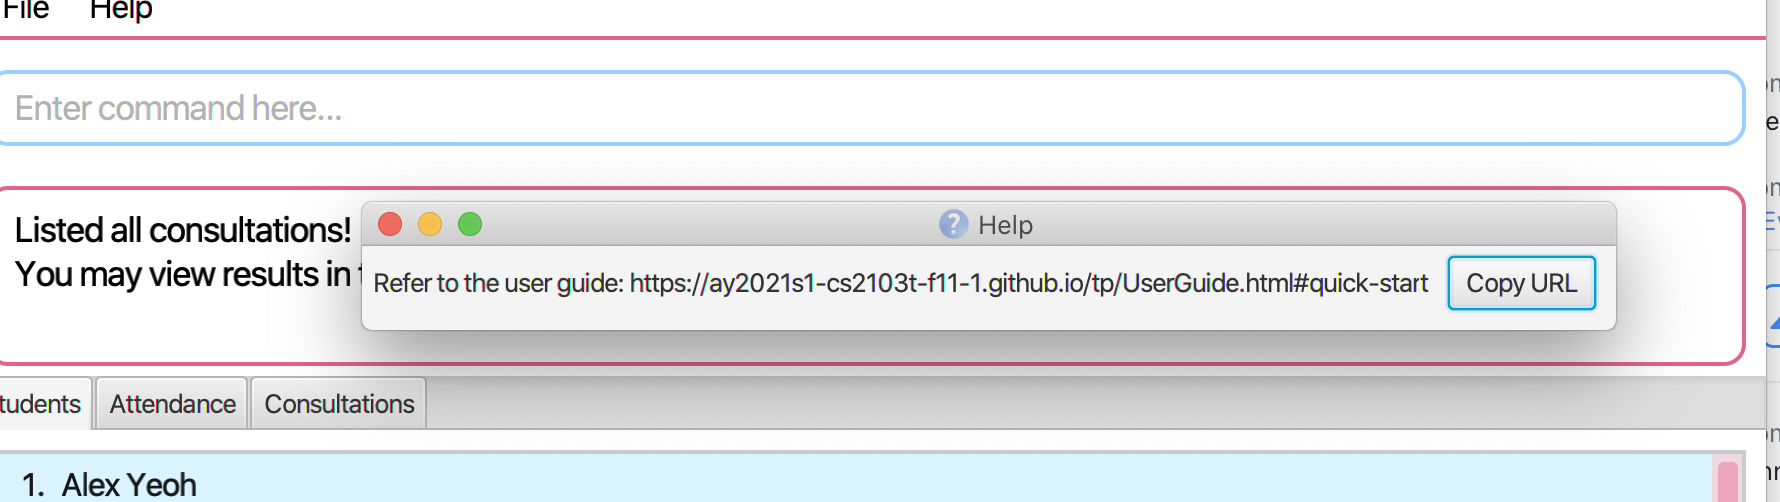 File Help
Enter command here...
Listed all consultations!
You may view results in
Help
Refer to the user guide: https://ay2021s1-cs2103t-f11-1.github.io/tp/UserGuide.html#quick-start
Copy URL
tudents Attendance Consultations
1. Alex Yeoh